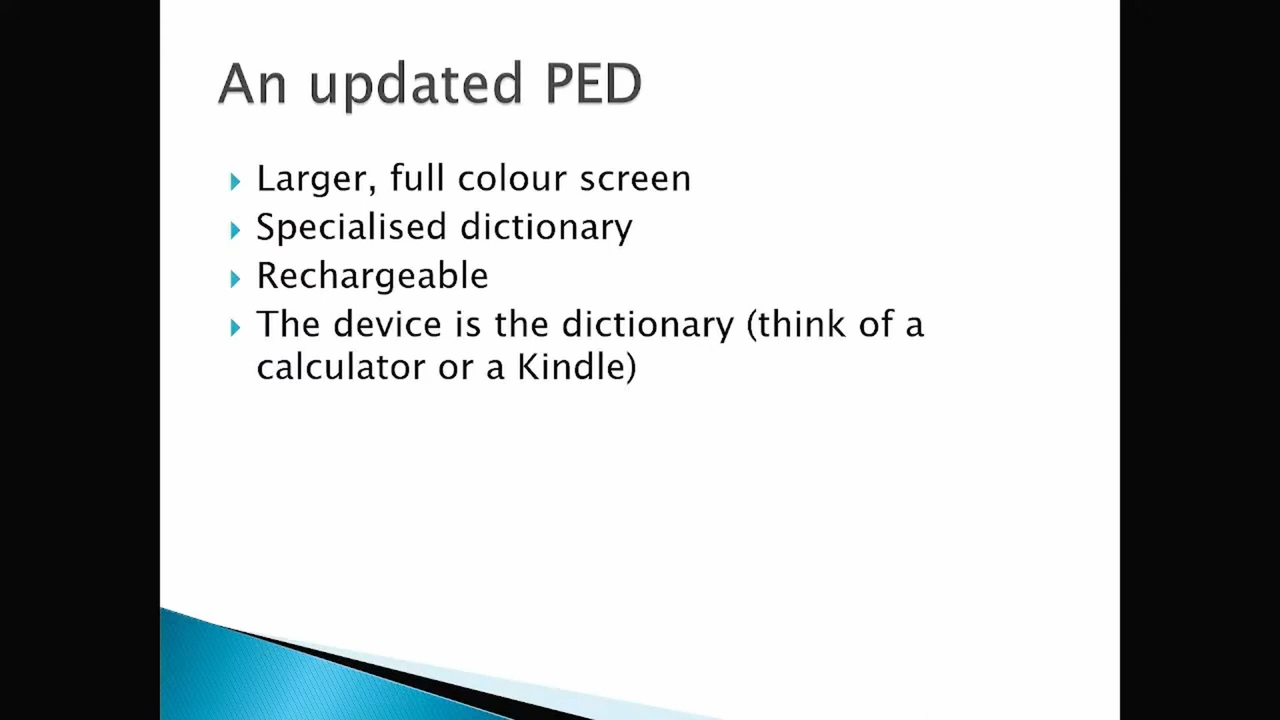 An updated PED
Larger, full colour screen
Specialised dictionary
Rechargeable
The device is the dictionary (think of a
calculator or a Kindle)